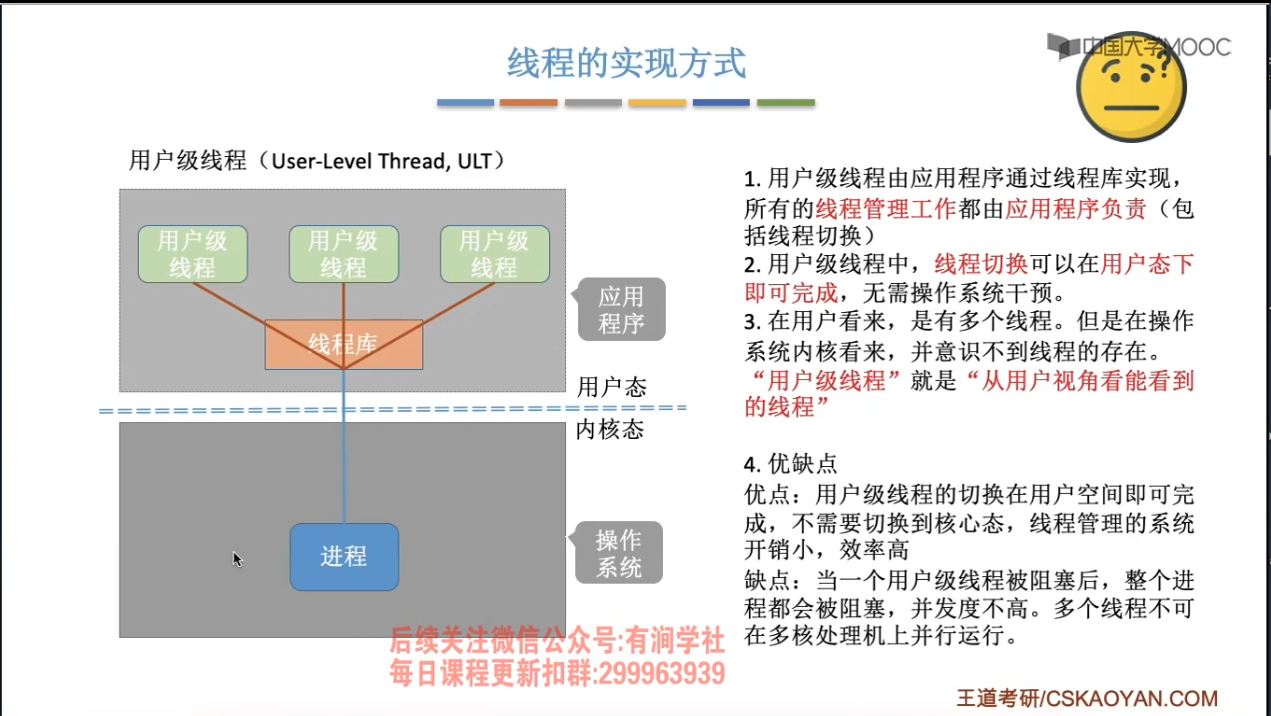 中国大学MOOC
线程的实现方式
用户级线程（User-Level Thread, ULT）
用户级
线程
用户级
线程
用户级
线程
线程库
应用
程序
用户态
内核态
进程
操作
系统
1. 用户级线程由应用程序通过线程库实现，
所有的线程管理工作都由应用程序负责（包
括线程切换）
2. 用户级线程中，线程切换可以在用户态下
即可完成，无需操作系统干预。
3. 在用户看来，是有多个线程。但是在操作
系统内核看来，并意识不到线程的存在。
“用户级线程”就是“从用户视角看能看到
的线程”
4. 优缺点
优点：用户级线程的切换在用户空间即可完
成，不需要切换到核心态，线程管理的系统
开销小，效率高
缺点：当一个用户级线程被阻塞后，整个进
程都会被阻塞，并发度不高。多个线程不可
在多核处理机上并行运行。
后续关注微信公众号:有涧学社
每日课程更新扣群:299963939
王道考研/CSKAOYAN.COM